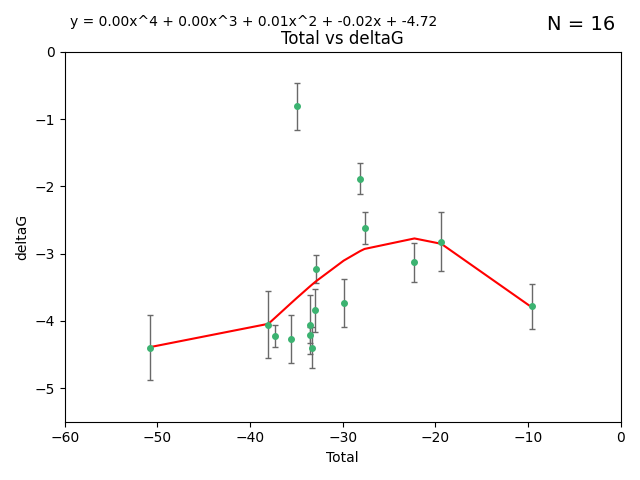 y = 0.00x^4 + 0.00x^3 + 0.01x^2 + -0.02x + -4.72
N = 16
Total vs deltaG
0
−1
−2
−3
−4
−5
deltaG
−60
−50
−40
−30
−20
−10
0
Total